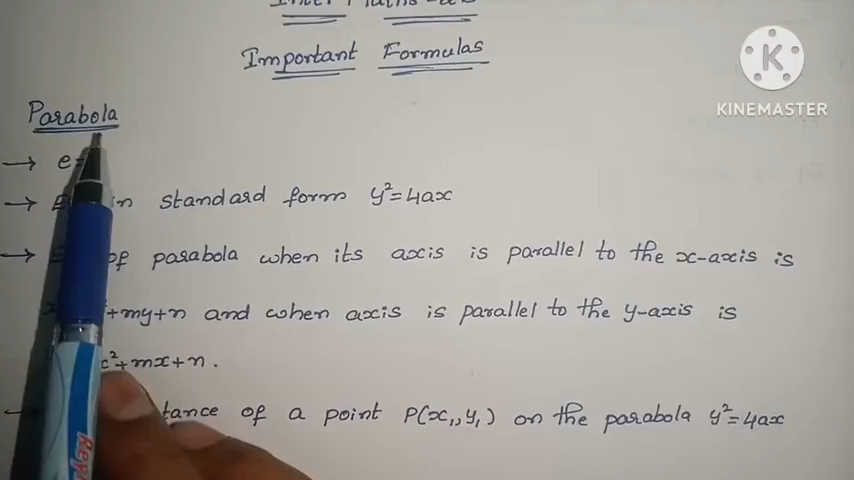 Important Formulas
KINEMASTER
Parabola
→ e=
→ in standard form y²=4ax
→ of parabola when its axis is parallel to the x-axis is
+my+n and when axis is parallel to the y-axis is
x²+mx+n.
of a point P(x₁,y₁) on the parabola y²=4ax